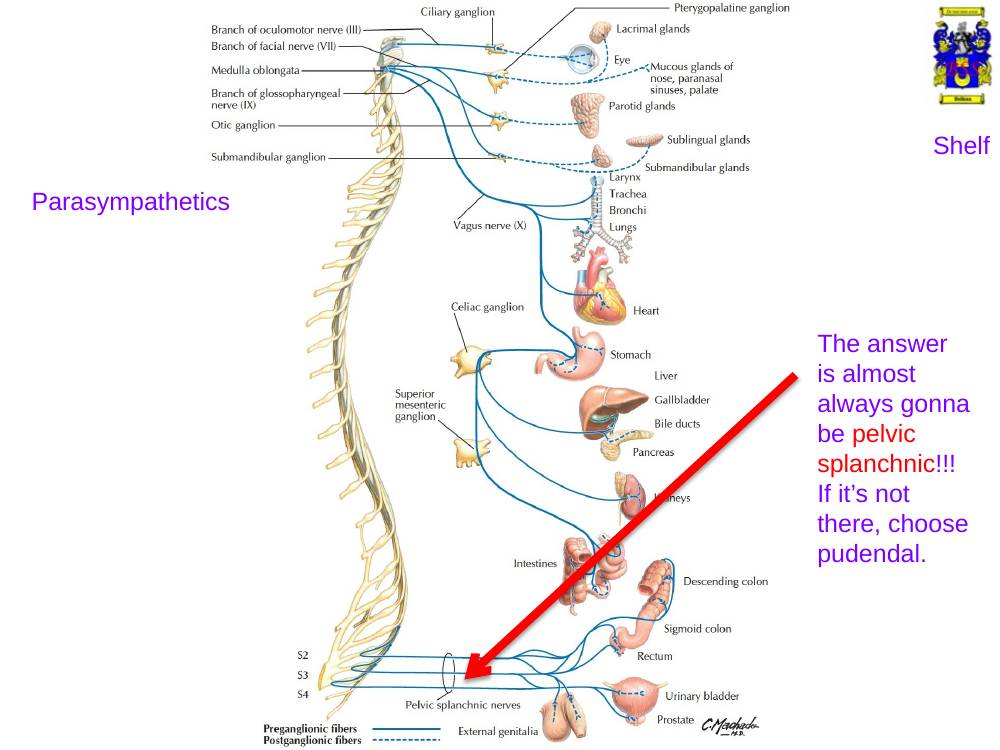 Ciliary ganglion
Pterygopalatine ganglion
Branch of oculomotor nerve (III)
Branch of facial nerve (VII)
Medulla oblongata
Branch of glossopharyngeal
nerve (IX)
Otic ganglion
Submandibular ganglion
Lacrimal glands
Eye
Mucous glands of
nose, paranasal
sinuses, palate
Parotid glands
Sublingual glands
Submandibular glands
Larynx
Trachea
Bronchi
Lungs
Shelf
Parasympathetics
Vagus nerve (X)
Celiac ganglion
Heart
Stomach
Liver
Superior
mesenteric
ganglion
Gallbladder
Bile ducts
Pancreas
Kidneys
The answer
is almost
always gonna
be pelvic
splanchnic!!!
If it’s not
there, choose
pudendal.
Intestines
Descending colon
Sigmoid colon
Rectum
S2
S3
S4
Pelvic splanchnic nerves
Urinary bladder
Prostate
External genitalia
Preganglionic fibers
Postganglionic fibers
C. Machado
M.D.